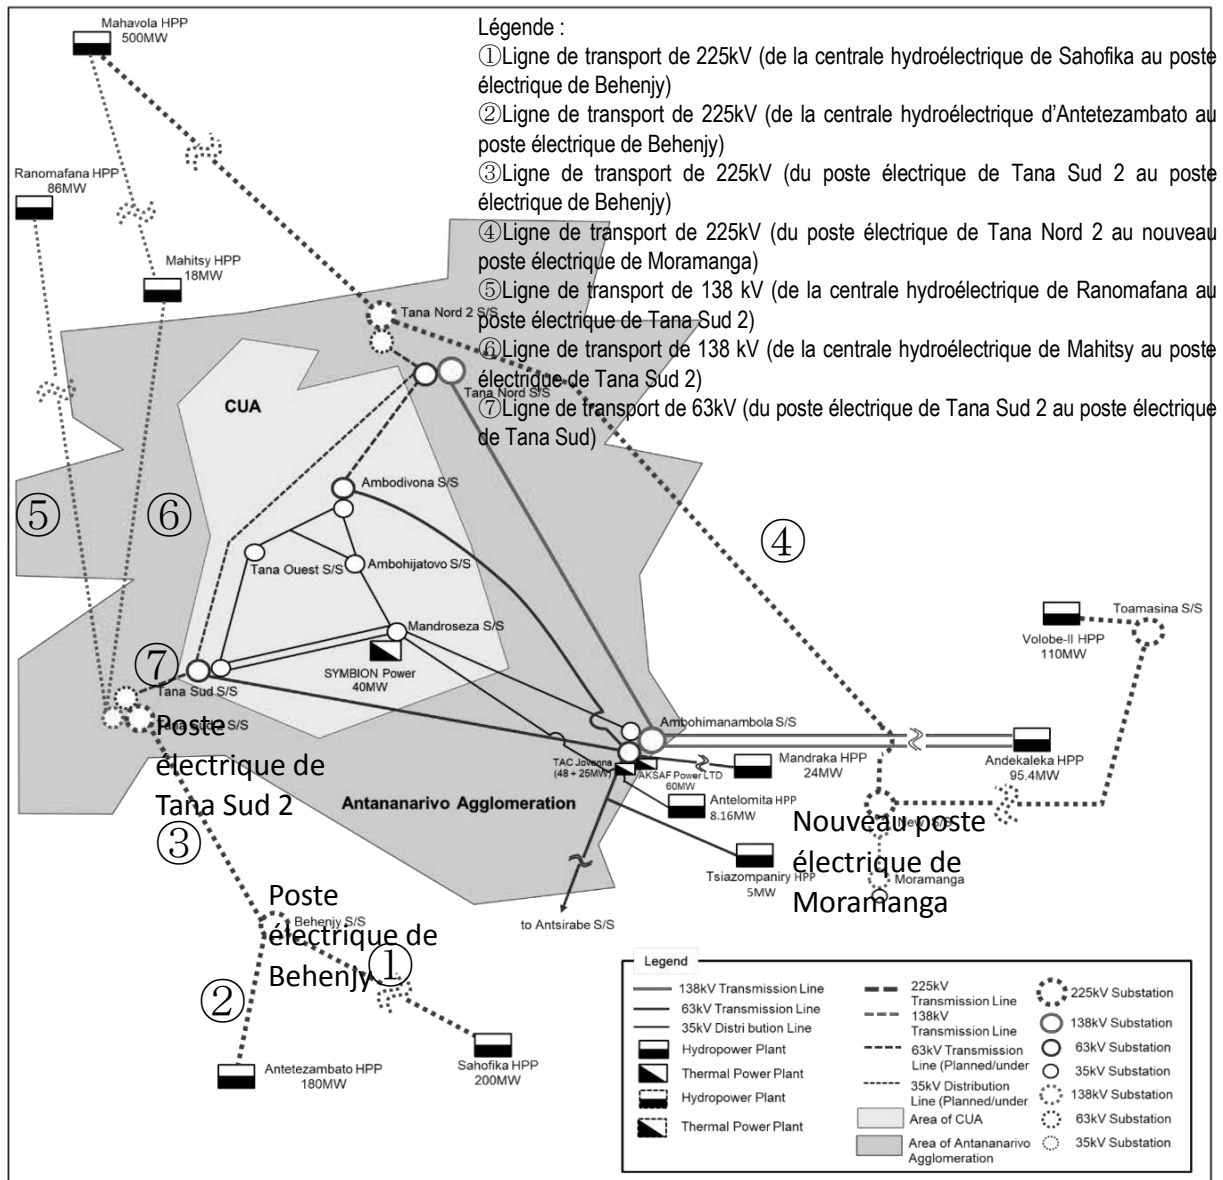 Mahavola HPP
500MW
Légende :
①Ligne de transport de 225kV (de la centrale hydroélectrique de Sahofika au poste
électrique de Behenjy)
②Ligne de transport de 225kV (de la centrale hydroélectrique d'Antetezambato au
poste électrique de Behenjy)
③Ligne de transport de 225kV (du poste électrique de Tana Sud 2 au poste
électrique de Behenjy)
④Ligne de transport de 225kV (du poste électrique de Tana Nord 2 au nouveau
poste électrique de Moramanga)
⑤Ligne de transport de 138 kV (de la centrale hydroélectrique de Ranomafana au
poste électrique de Tana Sud 2)
⑥Ligne de transport de 138 kV (de la centrale hydroélectrique de Mahitsy au poste
électrique de Tana Sud 2)
⑦Ligne de transport de 63kV (du poste électrique de Tana Sud 2 au poste électrique
de Tana Sud)
Ranomafana HPP
86MW
Mahitsy HPP
18MW
Tana Nord 2 S/S
Tana Nord S/S
CUA
Ambodivona S/S
⑤
⑥
④
Tana Ouest S/S
Ambohijatovo S/S
Mandroseza S/S
SYMBION Power
40MW
Toamasina S/S
Volobe-II HPP
110MW
⑦
Tana Sud S/S
Poste
électrique de
Tana Sud 2
Ambohimanambola S/S
TAC Jovenna
(48 + 25MW)
AKSAF Power LTD
60MW
Mandraka HPP
24MW
Andekaleka HPP
95.4MW
Antananarivo Agglomeration
Antelomita HPP
8.16MW
③
Nouveau poste
électrique de
Moramanga
New S/S
Moramanga
Tsiazompaniry HPP
5MW
to Antsirabe S/S
Poste
électrique de
Behenjy
Behenjy S/S
①
②
Antetezambato HPP
180MW
Sahofika HPP
200MW
Legend
138kV Transmission Line
63kV Transmission Line
35kV Distribution Line
Hydropower Plant
Thermal Power Plant
Hydropower Plant
Thermal Power Plant
225kV
Transmission Line
138kV
Transmission Line
63kV Transmission
Line (Planned/under
35kV Distribution
Line (Planned/under
Area of CUA
Area of Antananarivo
Agglomeration
225kV Substation
138kV Substation
63kV Substation
35kV Substation
138kV Substation
63kV Substation
35kV Substation